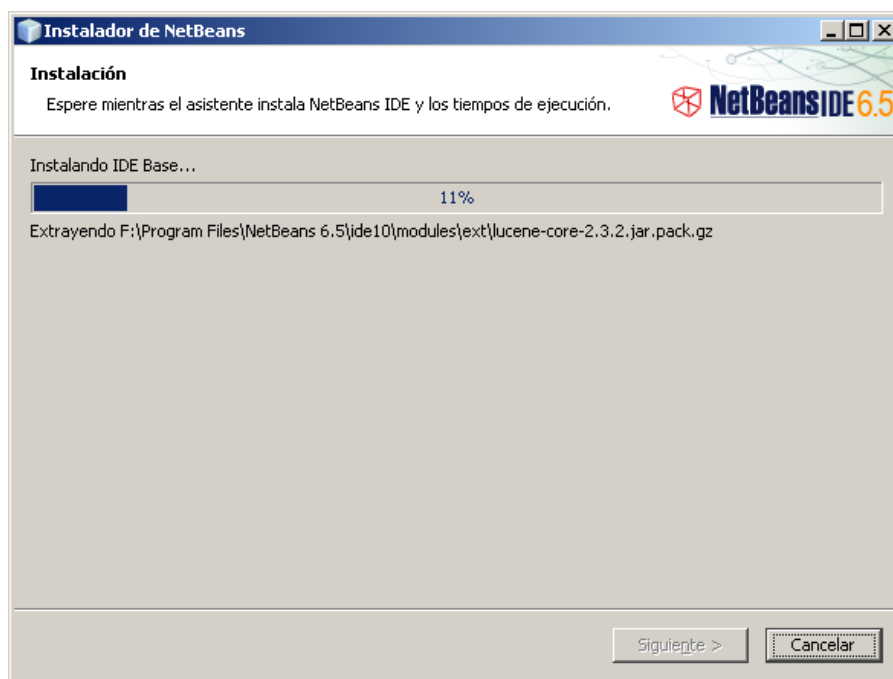 Instalador de NetBeans
Instalación
Espere mientras el asistente instala NetBeans IDE y los tiempos de ejecución.
NetBeans IDE 6.5
Instalando IDE Base...
11%
Extrayendo F:\Program Files\NetBeans 6.5\ide10\modules\ext\lucene-core-2.3.2.jar.pack.gz
Siguiente >
Cancelar